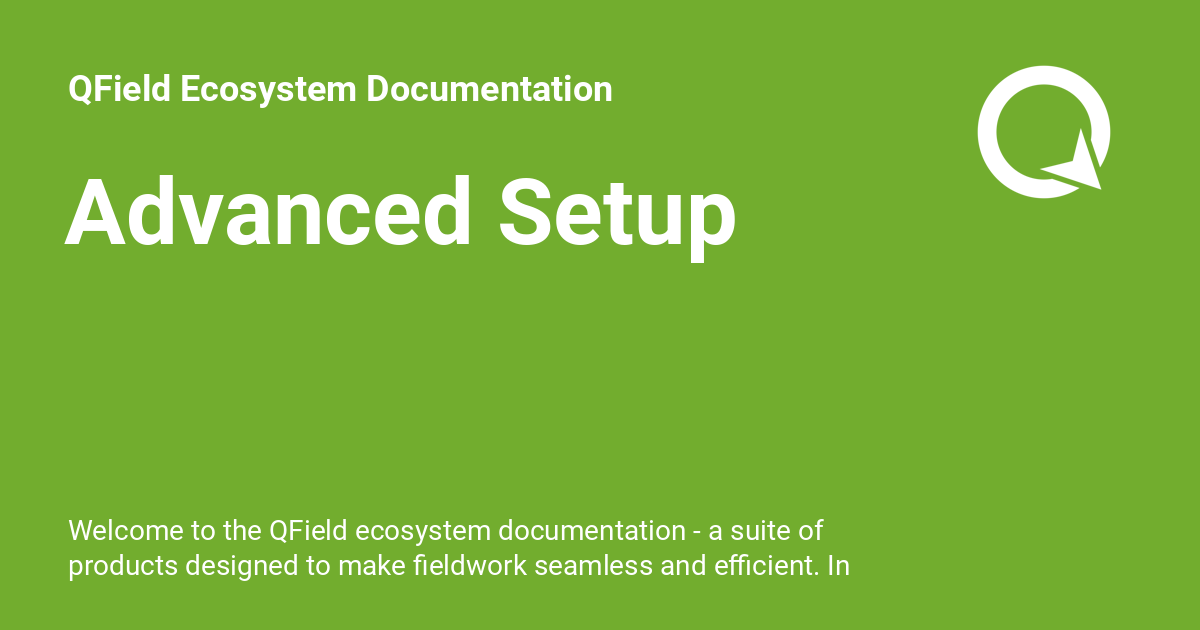 QField Ecosystem Documentation
Advanced Setup
Welcome to the QField ecosystem documentation - a suite of
products designed to make fieldwork seamless and efficient. In